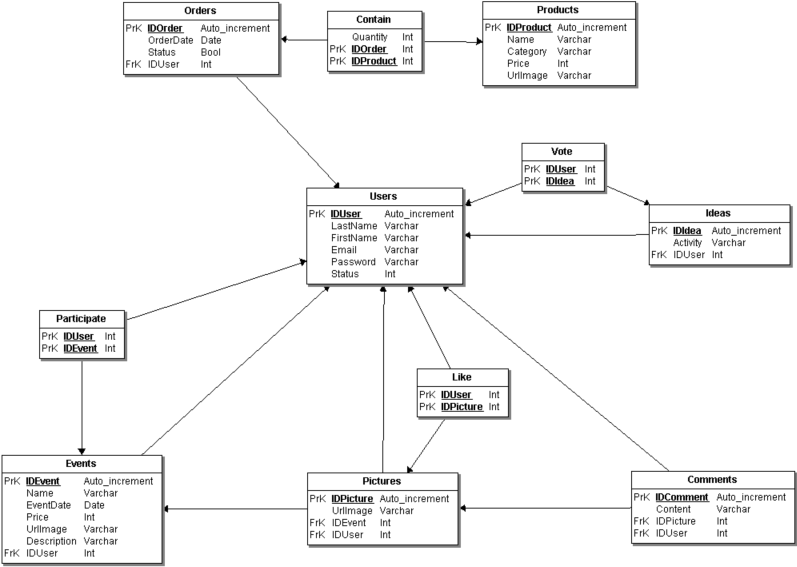 Orders
PrK IDOrder Auto_increment
OrderDate Date
Status Bool
FrK IDUser Int
Contain
Quantity Int
PrK IDOrder Int
PrK IDProduct Int
Products
PrK IDProduct Auto_increment
Name Varchar
Category Varchar
Price Int
UrlImage Varchar
Vote
PrK IDUser Int
PrK IDIdea Int
Users
PrK IDUser Auto_increment
LastName Varchar
FirstName Varchar
Email Varchar
Password Varchar
Status Int
Ideas
PrK IDIdea Auto_increment
Activity Varchar
FrK IDUser Int
Participate
PrK IDUser Int
PrK IDEvent Int
Like
PrK IDUser Int
PrK IDPicture Int
Events
PrK IDEvent Auto_increment
Name Varchar
EventDate Date
Price Int
UrlImage Varchar
Description Varchar
FrK IDUser Int
Pictures
PrK IDPicture Auto_increment
UrlImage Varchar
FrK IDEvent Int
FrK IDUser Int
Comments
PrK IDComment Auto_increment
Content Varchar
FrK IDPicture Int
FrK IDUser Int